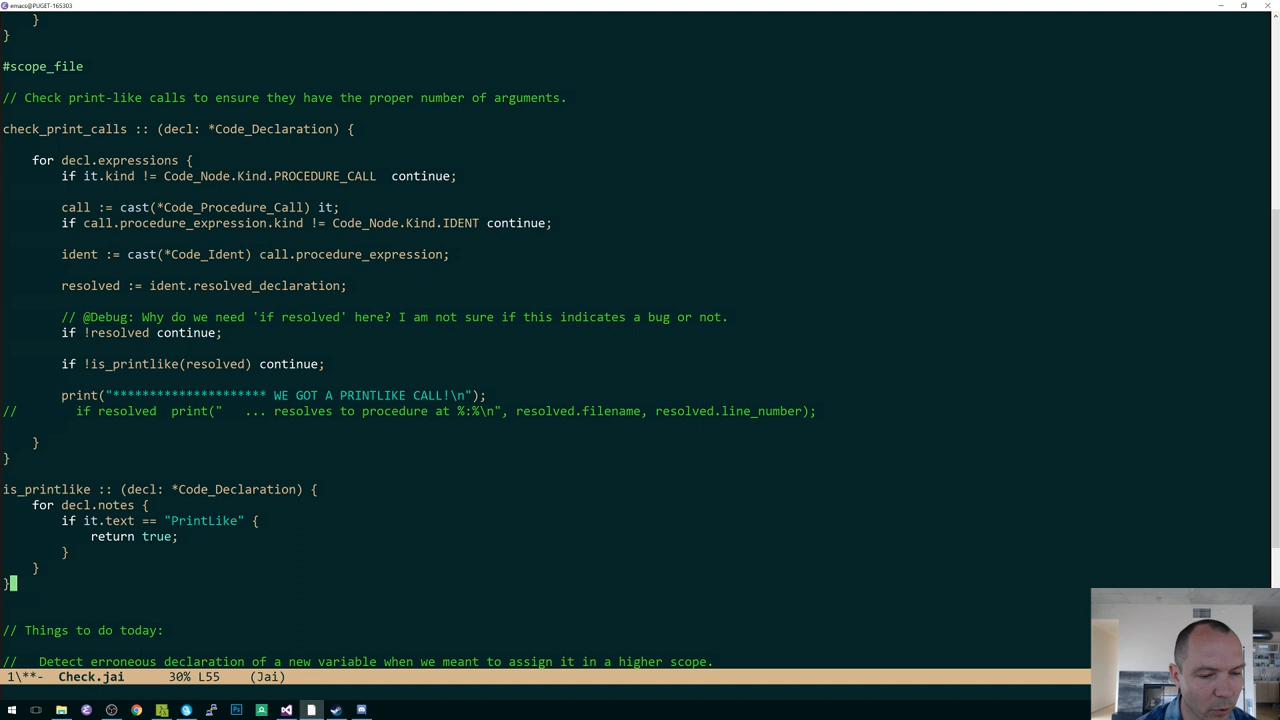 emacs@PUGET-165303
    }
}
#scope_file
// Check print-like calls to ensure they have the proper number of arguments.
check_print_calls :: (decl: *Code_Declaration) {
    for decl.expressions {
        if it.kind != Code_Node.Kind.PROCEDURE_CALL  continue;
        call := cast(*Code_Procedure_Call) it;
        if call.procedure_expression.kind != Code_Node.Kind.IDENT continue;
        ident := cast(*Code_Ident) call.procedure_expression;
        resolved := ident.resolved_declaration;
        // @Debug: Why do we need 'if resolved' here? I am not sure if this indicates a bug or not.
        if !resolved continue;
        if !is_printlike(resolved) continue;
        print("********************* WE GOT A PRINTLIKE CALL!\n");
//        if resolved  print("   ... resolves to procedure at %:%\n", resolved.filename, resolved.line_number);
    }
}
is_printlike :: (decl: *Code_Declaration) {
    for decl.notes {
        if it.text == "PrintLike" {
            return true;
        }
    }
}
// Things to do today:
//   Detect erroneous declaration of a new variable when we meant to assign it in a higher scope.
1\**-  Check.jai      30% L55    (Jai)